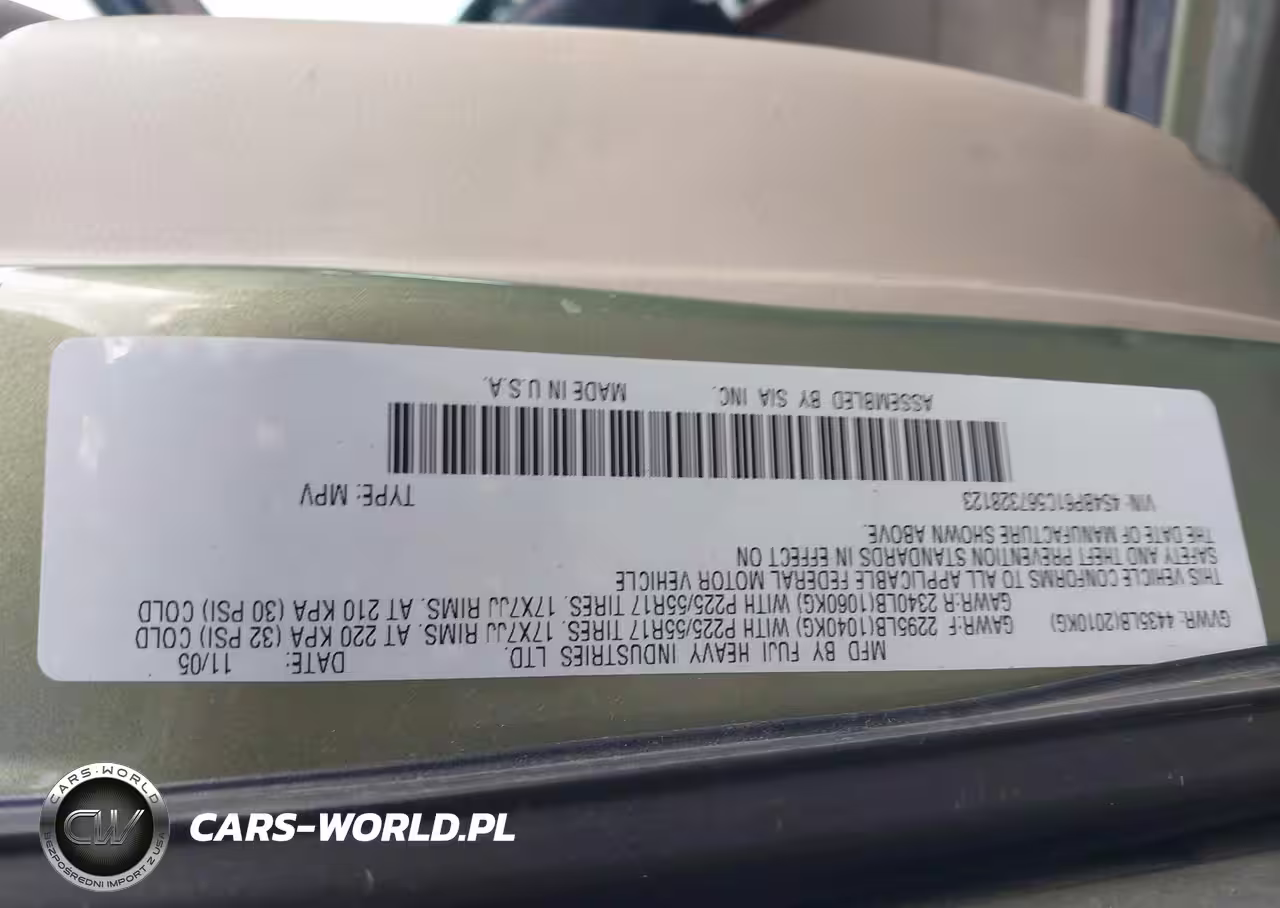 MFD BY FUJI HEAVY INDUSTRIES LTD. DATE: 11/05
GVWR: 4435LB(2010KG) GAWR:F 2295LB(1040KG) WITH P225/55R17 TIRES. 17X7JJ RIMS. AT 220 KPA (32 PSI) COLD
GAWR:R 2340LB(1060KG) WITH P225/55R17 TIRES. 17X7JJ RIMS. AT 210 KPA (30 PSI) COLD
THIS VEHICLE CONFORMS TO ALL APPLICABLE FEDERAL MOTOR VEHICLE
SAFETY AND THEFT PREVENTION STANDARDS IN EFFECT ON
THE DATE OF MANUFACTURE SHOWN ABOVE.
VIN: 4S4BP61C567328123 TYPE: MPV
ASSEMBLED BY SIA INC. MADE IN U.S.A.
CARS-WORLD
CW
BEZPOŚREDNI IMPORT Z USA
CARS-WORLD.PL